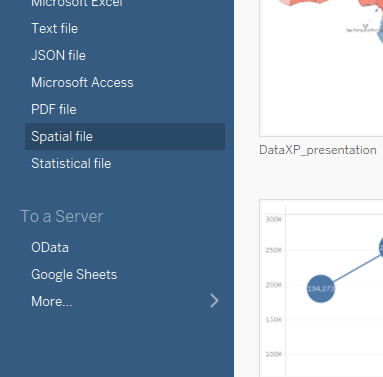 Microsoft Excel
Text file
JSON file
Microsoft Access
PDF file
Spatial file
Statistical file
To a Server
OData
Google Sheets
More...
DataXP_presentation
300K
200K
150K
100K
194,273